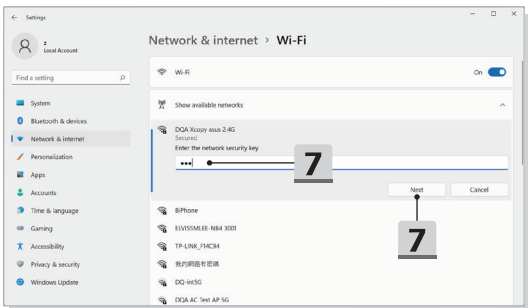 Settings
z
Local Account
Find a setting
System
Bluetooth & devices
Network & internet
Personalization
Apps
Accounts
Time & language
Gaming
Accessibility
Privacy & security
Windows Update
Network & internet > Wi-Fi
Wi-Fi
On
Show available networks
DQA Xcopy asus 2.4G
Secured
Enter the network security key
•••
7
Next
Cancel
7
BiPhone
ELVISSMLEE-N84 3001
TP-LINK_F14C94
我的網路有密碼
DQ-int5G
DQA AC Test AP 5G